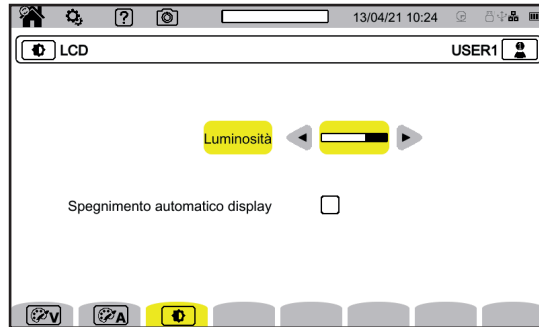 ?
13/04/21 10:24
LCD
USER1
Luminosità
Spegnimento automatico display
V
A